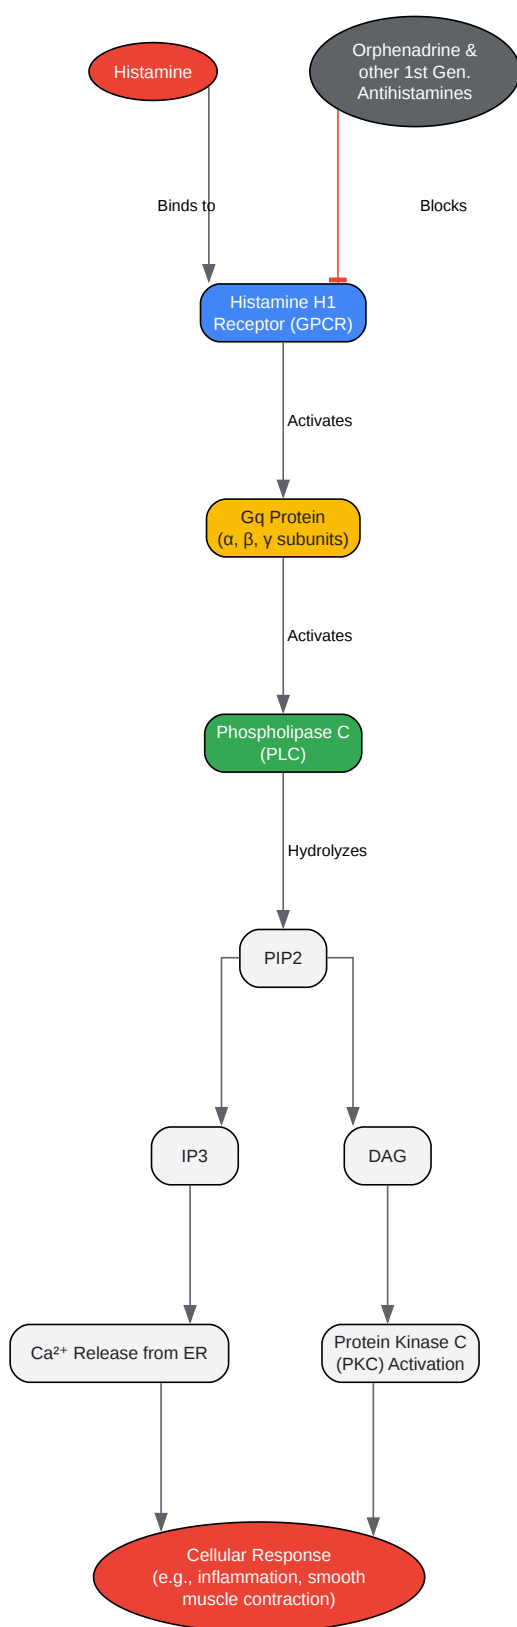 Histamine
Orphenadrine &
other 1st Gen.
Antihistamines
Binds to
Blocks
Histamine H1
Receptor (GPCR)
Activates
Gq Protein
(α, β, γ subunits)
Activates
Phospholipase C
(PLC)
Hydrolyzes
PIP2
IP3
DAG
Ca²⁺ Release from ER
Protein Kinase C
(PKC) Activation
Cellular Response
(e.g., inflammation, smooth
muscle contraction)